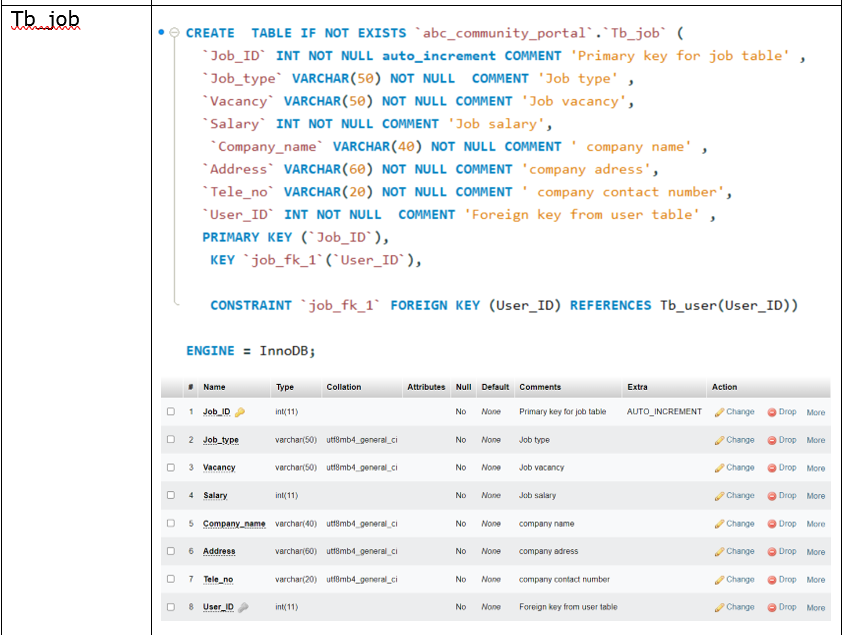 Tb_job
CREATE TABLE IF NOT EXISTS `abc_community_portal`.`Tb_job` (
`Job_ID` INT NOT NULL auto_increment COMMENT 'Primary key for job table' ,
`Job_type` VARCHAR(50) NOT NULL COMMENT 'Job type' ,
`Vacancy` VARCHAR(50) NOT NULL COMMENT 'Job vacancy',
`Salary` INT NOT NULL COMMENT 'Job salary',
`Company_name` VARCHAR(40) NOT NULL COMMENT ' company name' ,
`Address` VARCHAR(60) NOT NULL COMMENT 'company adress',
`Tele_no` VARCHAR(20) NOT NULL COMMENT ' company contact number',
`User_ID` INT NOT NULL COMMENT 'Foreign key from user table' ,
PRIMARY KEY (`Job_ID`),
KEY `job_fk_1`(`User_ID`),
CONSTRAINT `job_fk_1` FOREIGN KEY (User_ID) REFERENCES Tb_user(User_ID))
ENGINE = InnoDB;
# Name Type Collation Attributes Null Default Comments Extra Action
1 Job_ID int(11) No None Primary key for job table AUTO_INCREMENT Change Drop More
2 Job_type varchar(50) utf8mb4_general_ci No None Job type Change Drop More
3 Vacancy varchar(50) utf8mb4_general_ci No None Job vacancy Change Drop More
4 Salary int(11) No None Job salary Change Drop More
5 Company_name varchar(40) utf8mb4_general_ci No None company name Change Drop More
6 Address varchar(60) utf8mb4_general_ci No None company adress Change Drop More
7 Tele_no varchar(20) utf8mb4_general_ci No None company contact number Change Drop More
8 User_ID int(11) No None Foreign key from user table Change Drop More